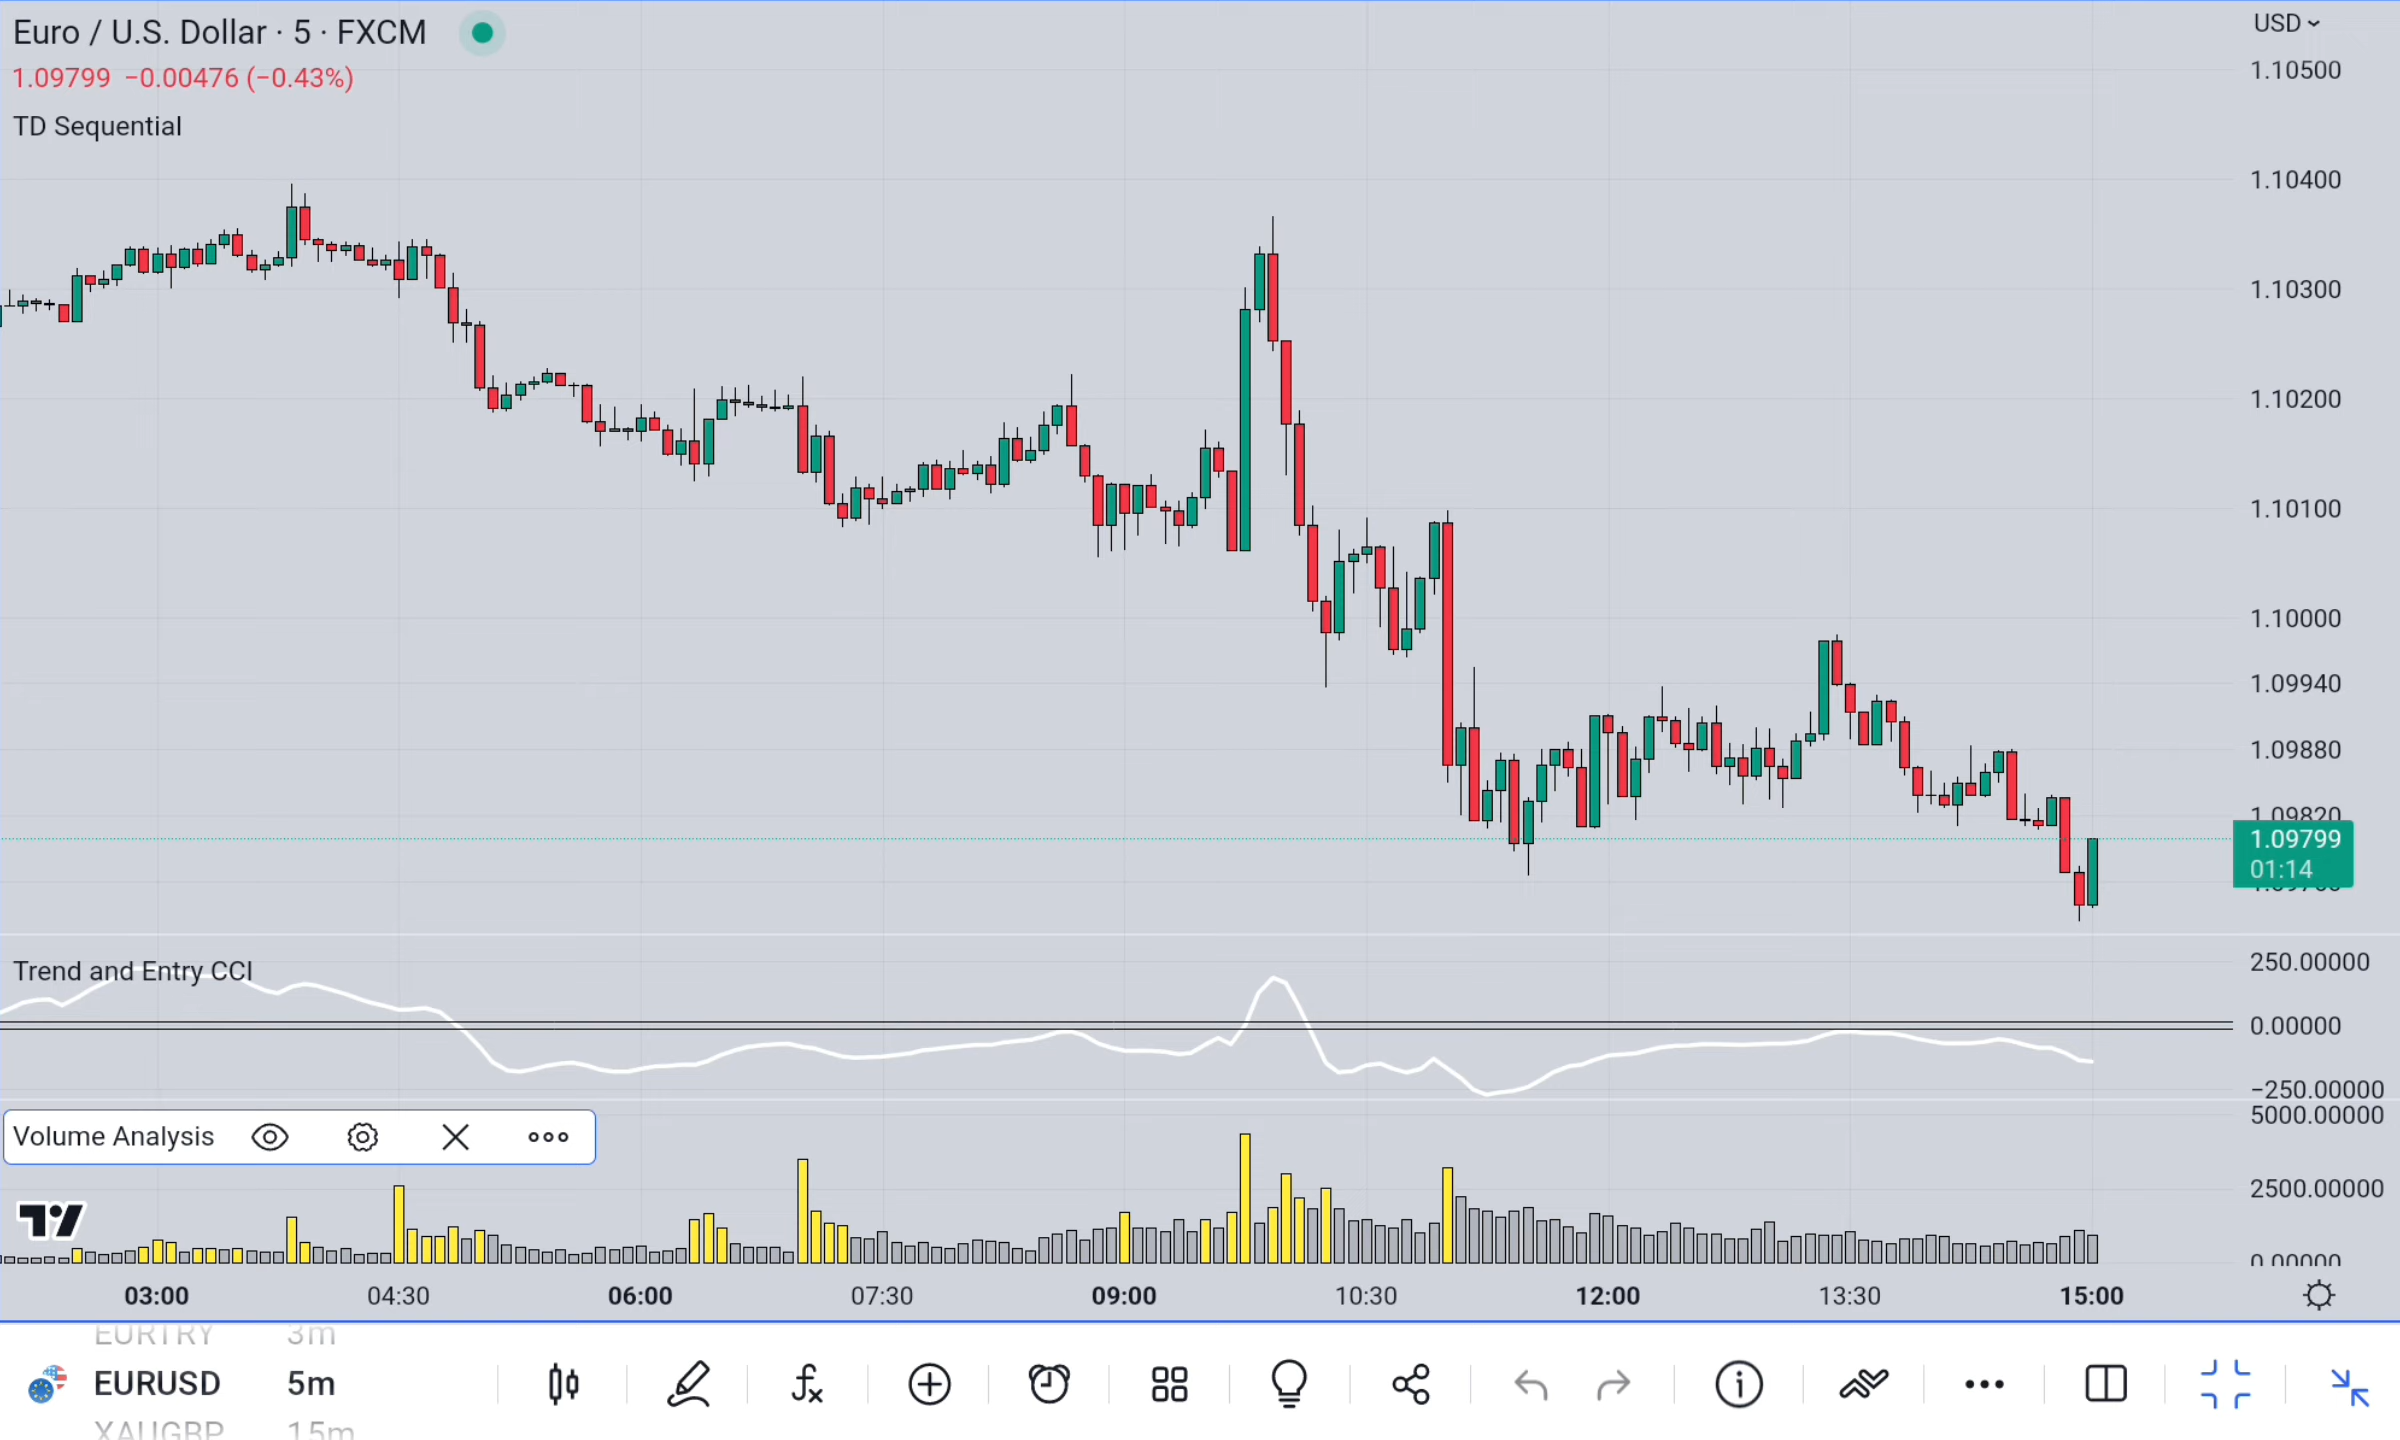 Euro / U.S. Dollar · 5 · FXCM
USD
1.09799 −0.00476 (−0.43%)
TD Sequential
1.10500
1.10400
1.10300
1.10200
1.10100
1.10000
1.09940
1.09880
1.09820
1.09799
01:14
Trend and Entry CCI
250.00000
0.00000
−250.00000
Volume Analysis
5000.00000
2500.00000
0.00000
03:00 04:30 06:00 07:30 09:00 10:30 12:00 13:30 15:00
EURTRY 3m
EURUSD 5m
XAUGBP 15m